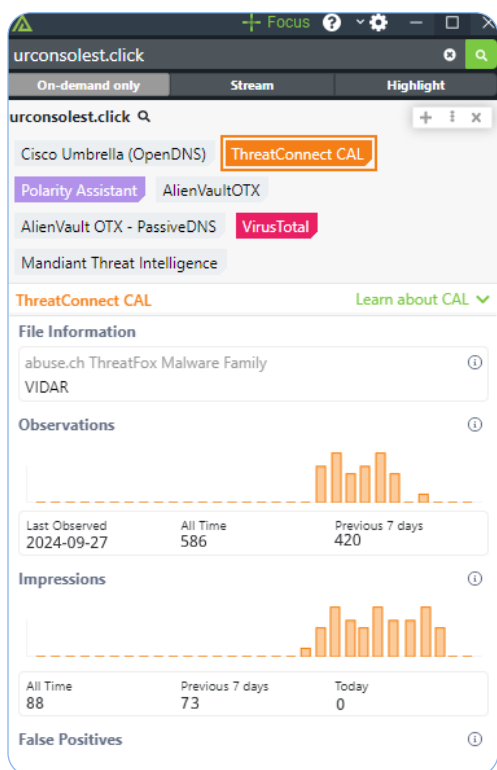 Focus
urconsolest.click
On-demand only Stream Highlight
urconsolest.click
Cisco Umbrella (OpenDNS) ThreatConnect CAL
Polarity Assistant AlienVaultOTX
AlienVault OTX - PassiveDNS VirusTotal
Mandiant Threat Intelligence
ThreatConnect CAL Learn about CAL
File Information
abuse.ch ThreatFox Malware Family
VIDAR
Observations
Last Observed All Time Previous 7 days
2024-09-27 586 420
Impressions
All Time Previous 7 days Today
88 73 0
False Positives